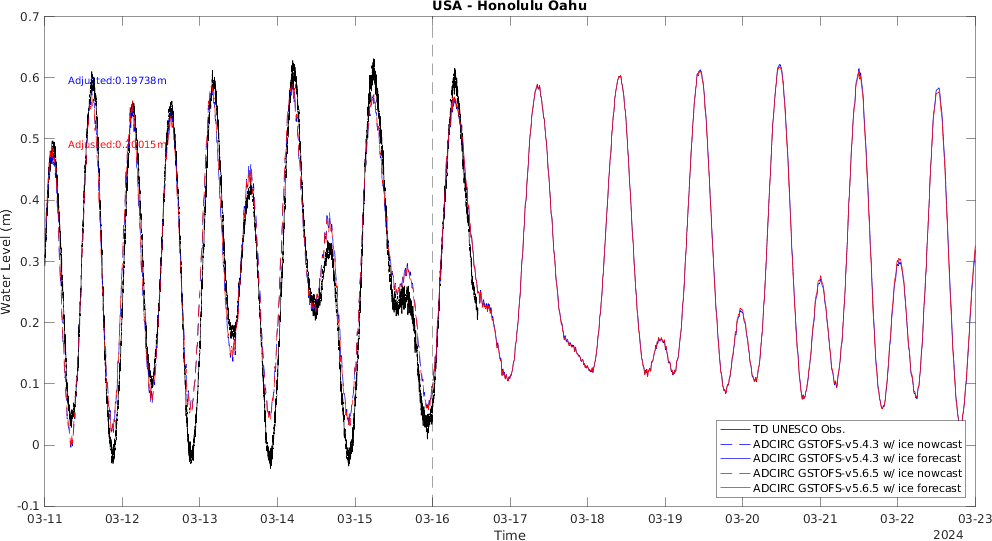 USA - Honolulu Oahu
0.7
0.6
0.5
0.4
0.3
0.2
0.1
0
-0.1
Water Level (m)
Adjusted:0.19738m
Adjusted:0.20015m
TD UNESCO Obs.
ADCIRC GSTOFS-v5.4.3 w/ ice nowcast
ADCIRC GSTOFS-v5.4.3 w/ ice forecast
ADCIRC GSTOFS-v5.6.5 w/ ice nowcast
ADCIRC GSTOFS-v5.6.5 w/ ice forecast
03-11 03-12 03-13 03-14 03-15 03-16 03-17 03-18 03-19 03-20 03-21 03-22 03-23
Time
2024